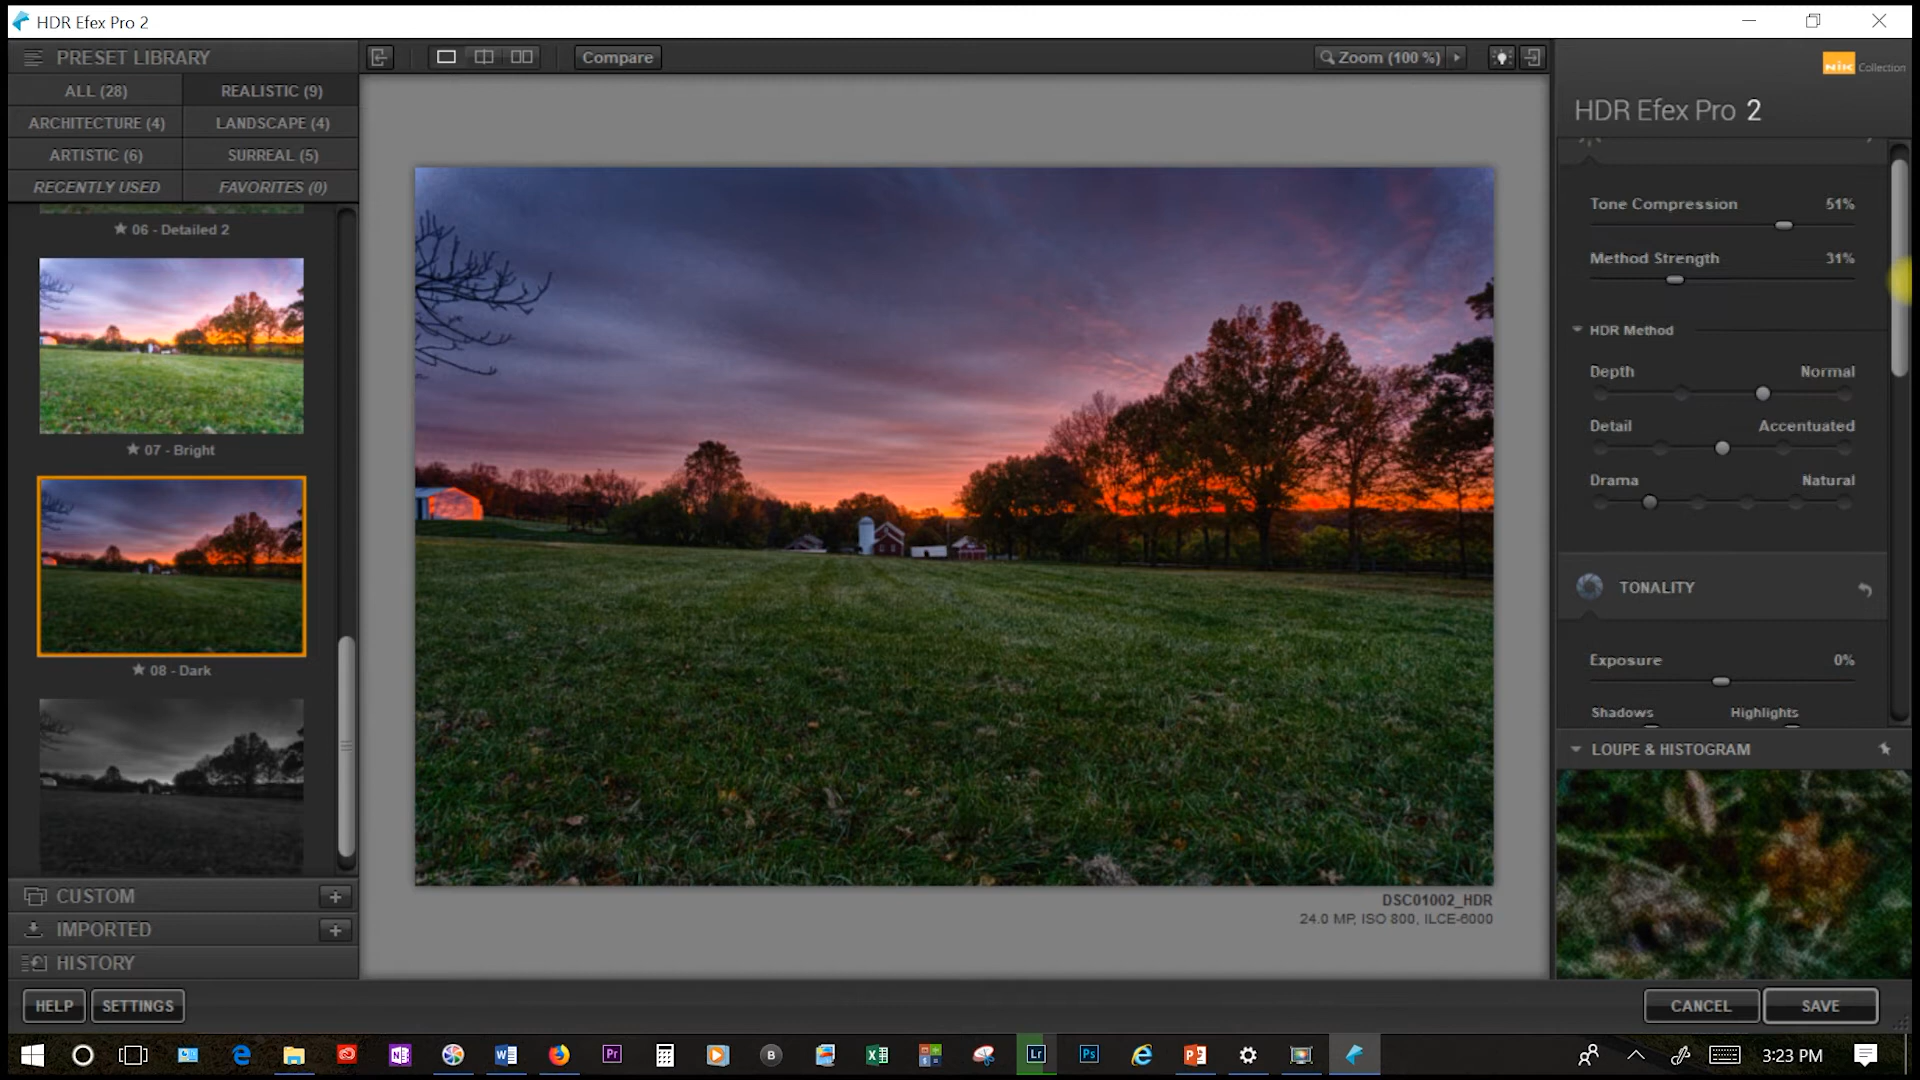 HDR Efex Pro 2
PRESET LIBRARY
ALL (28)
REALISTIC (9)
ARCHITECTURE (4)
LANDSCAPE (4)
ARTISTIC (6)
SURREAL (5)
RECENTLY USED
FAVORITES (0)
★ 06 - Detailed 2
★ 07 - Bright
★ 08 - Dark
CUSTOM
IMPORTED
HISTORY
HELP
SETTINGS
Compare
Zoom (100 %)
DSC01002_HDR
24.0 MP, ISO 800, ILCE-6000
Nik Collection
HDR Efex Pro 2
Tone Compression 51%
Method Strength 31%
HDR Method
Depth Normal
Detail Accentuated
Drama Natural
TONALITY
Exposure 0%
Shadows Highlights
LOUPE & HISTOGRAM
CANCEL
SAVE
N
W
Pr
B
Lr
Ps
P
3:23 PM